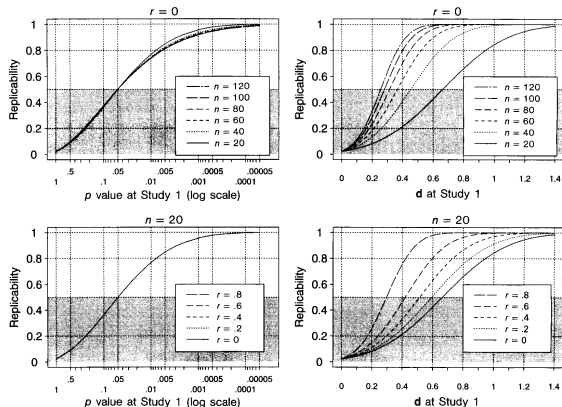 r = 0
Replicability
1
0.8
0.6
0.4
0.2
0
n = 120
n = 100
n = 80
n = 60
n = 40
n = 20
.5 .05 .005 .0005 .00005
1 .1 .01 .001 .0001
p value at Study 1 (log scale)
r = 0
Replicability
1
0.8
0.6
0.4
0.2
0
n = 120
n = 100
n = 80
n = 60
n = 40
n = 20
0 0.2 0.4 0.6 0.8 1 1.2 1.4
d at Study 1
n = 20
Replicability
1
0.8
0.6
0.4
0.2
0
r = .8
r = .6
r = .4
r = .2
r = 0
.5 .05 .005 .0005 .00005
1 .1 .01 .001 .0001
p value at Study 1 (log scale)
n = 20
Replicability
1
0.8
0.6
0.4
0.2
0
r = .8
r = .6
r = .4
r = .2
r = 0
0 0.2 0.4 0.6 0.8 1 1.2 1.4
d at Study 1